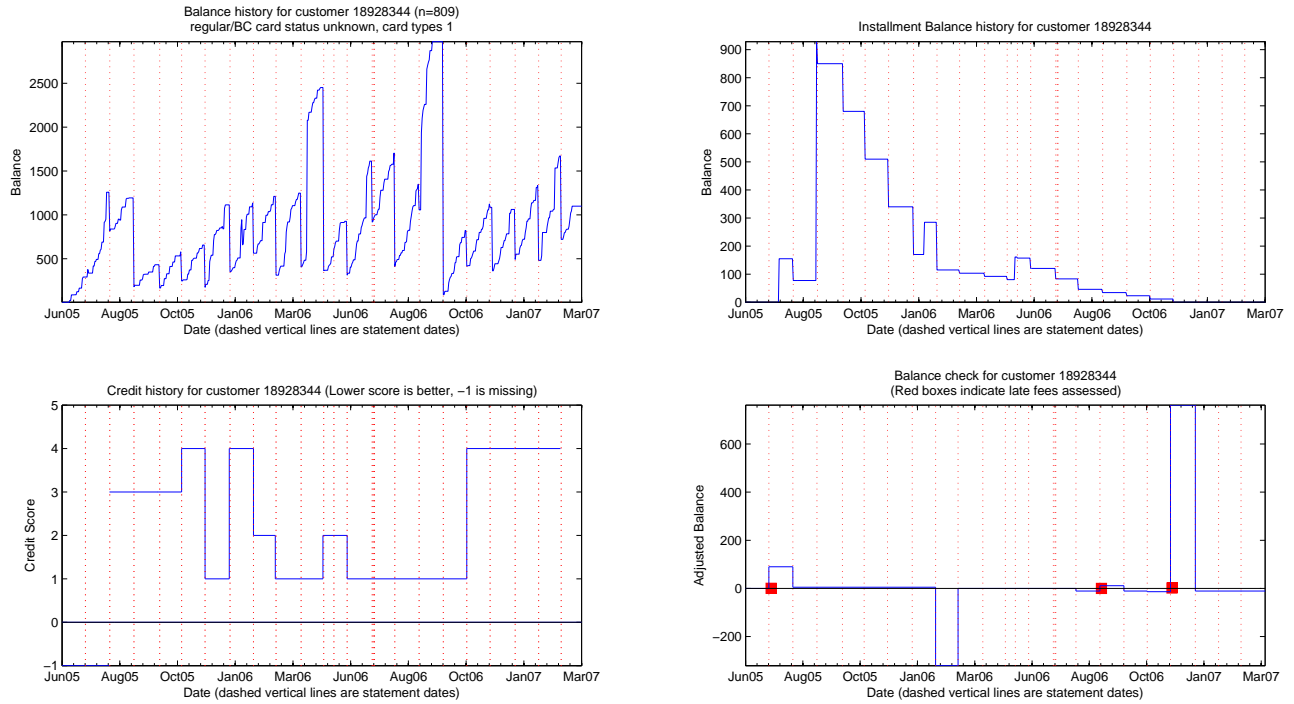 Balance history for customer 18928344 (n=809)
regular/BC card status unknown, card types 1
2500
2000
1500
1000
500
Balance
Jun05 Aug05 Oct05 Jan06 Mar06 Jun06 Aug06 Oct06 Jan07 Mar07
Date (dashed vertical lines are statement dates)
Installment Balance history for customer 18928344
900
800
700
600
500
400
300
200
100
0
Balance
Jun05 Aug05 Oct05 Jan06 Mar06 Jun06 Aug06 Oct06 Jan07 Mar07
Date (dashed vertical lines are statement dates)
Credit history for customer 18928344 (Lower score is better, −1 is missing)
5
4
3
2
1
0
−1
Credit Score
Jun05 Aug05 Oct05 Jan06 Mar06 Jun06 Aug06 Oct06 Jan07 Mar07
Date (dashed vertical lines are statement dates)
Balance check for customer 18928344
(Red boxes indicate late fees assessed)
600
400
200
0
−200
Adjusted Balance
Jun05 Aug05 Oct05 Jan06 Mar06 Jun06 Aug06 Oct06 Jan07 Mar07
Date (dashed vertical lines are statement dates)